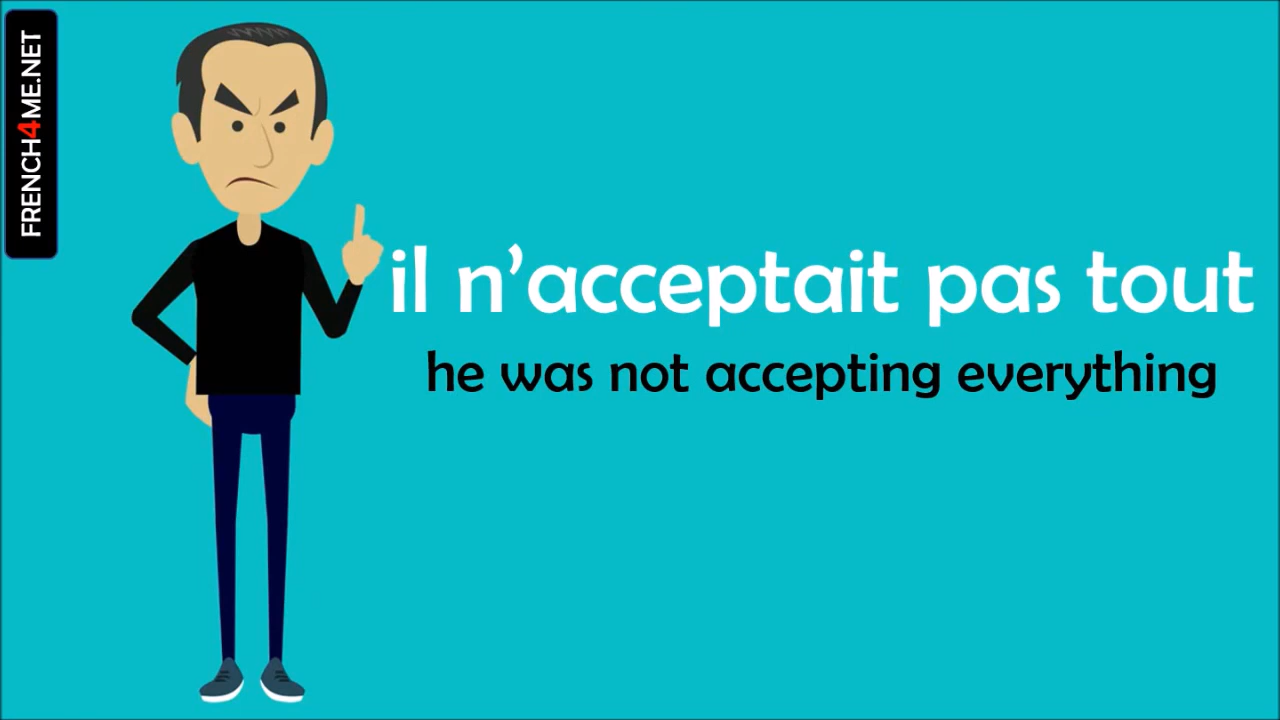 FRENCH4ME.NET
il n’acceptait pas tout
he was not accepting everything